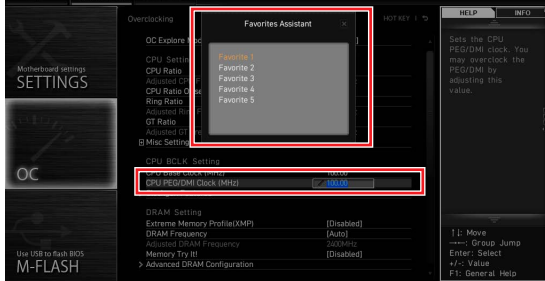 Overclocking
HOT KEY
HELP
INFO
Favorites Assistant
Favorite 1
Favorite 2
Favorite 3
Favorite 4
Favorite 5
Motherboard settings
SETTINGS
OC
Use USB to flash BIOS
M-FLASH
OC Explore
CPU
CPU Ratio
Adjusted CPU
CPU Ratio
Ring Ratio
Adjusted Ring
GT Ratio
Adjusted GT
Misc
CPU BCLK Setting
CPU Base Clock (MHz) 100.00
CPU PEG/DMI Clock (MHz) 100.00
DRAM Setting
Extreme Memory Profile(XMP) [Disabled]
DRAM Frequency [Auto]
Adjusted DRAM Frequency 2400MHz
Memory Try It! [Disabled]
> Advanced DRAM Configuration
Sets the CPU
PEG/DMI clock. You
may overclock the
PEG/DMI by
adjusting this
value.
↑↓: Move
→←: Group Jump
Enter: Select
+/-: Value
F1: General Help